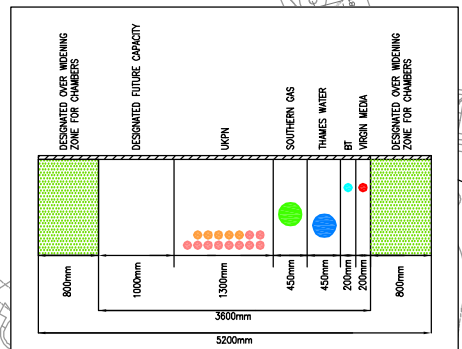 DESIGNATED OVER WIDENING
ZONE FOR CHAMBERS
DESIGNATED FUTURE CAPACITY
UKPN
SOUTHERN GAS
THAMES WATER
BT
VIRGIN MEDIA
DESIGNATED OVER WIDENING
ZONE FOR CHAMBERS
800mm
1000mm
1300mm
450mm
450mm
200mm
200mm
800mm
3600mm
5200mm